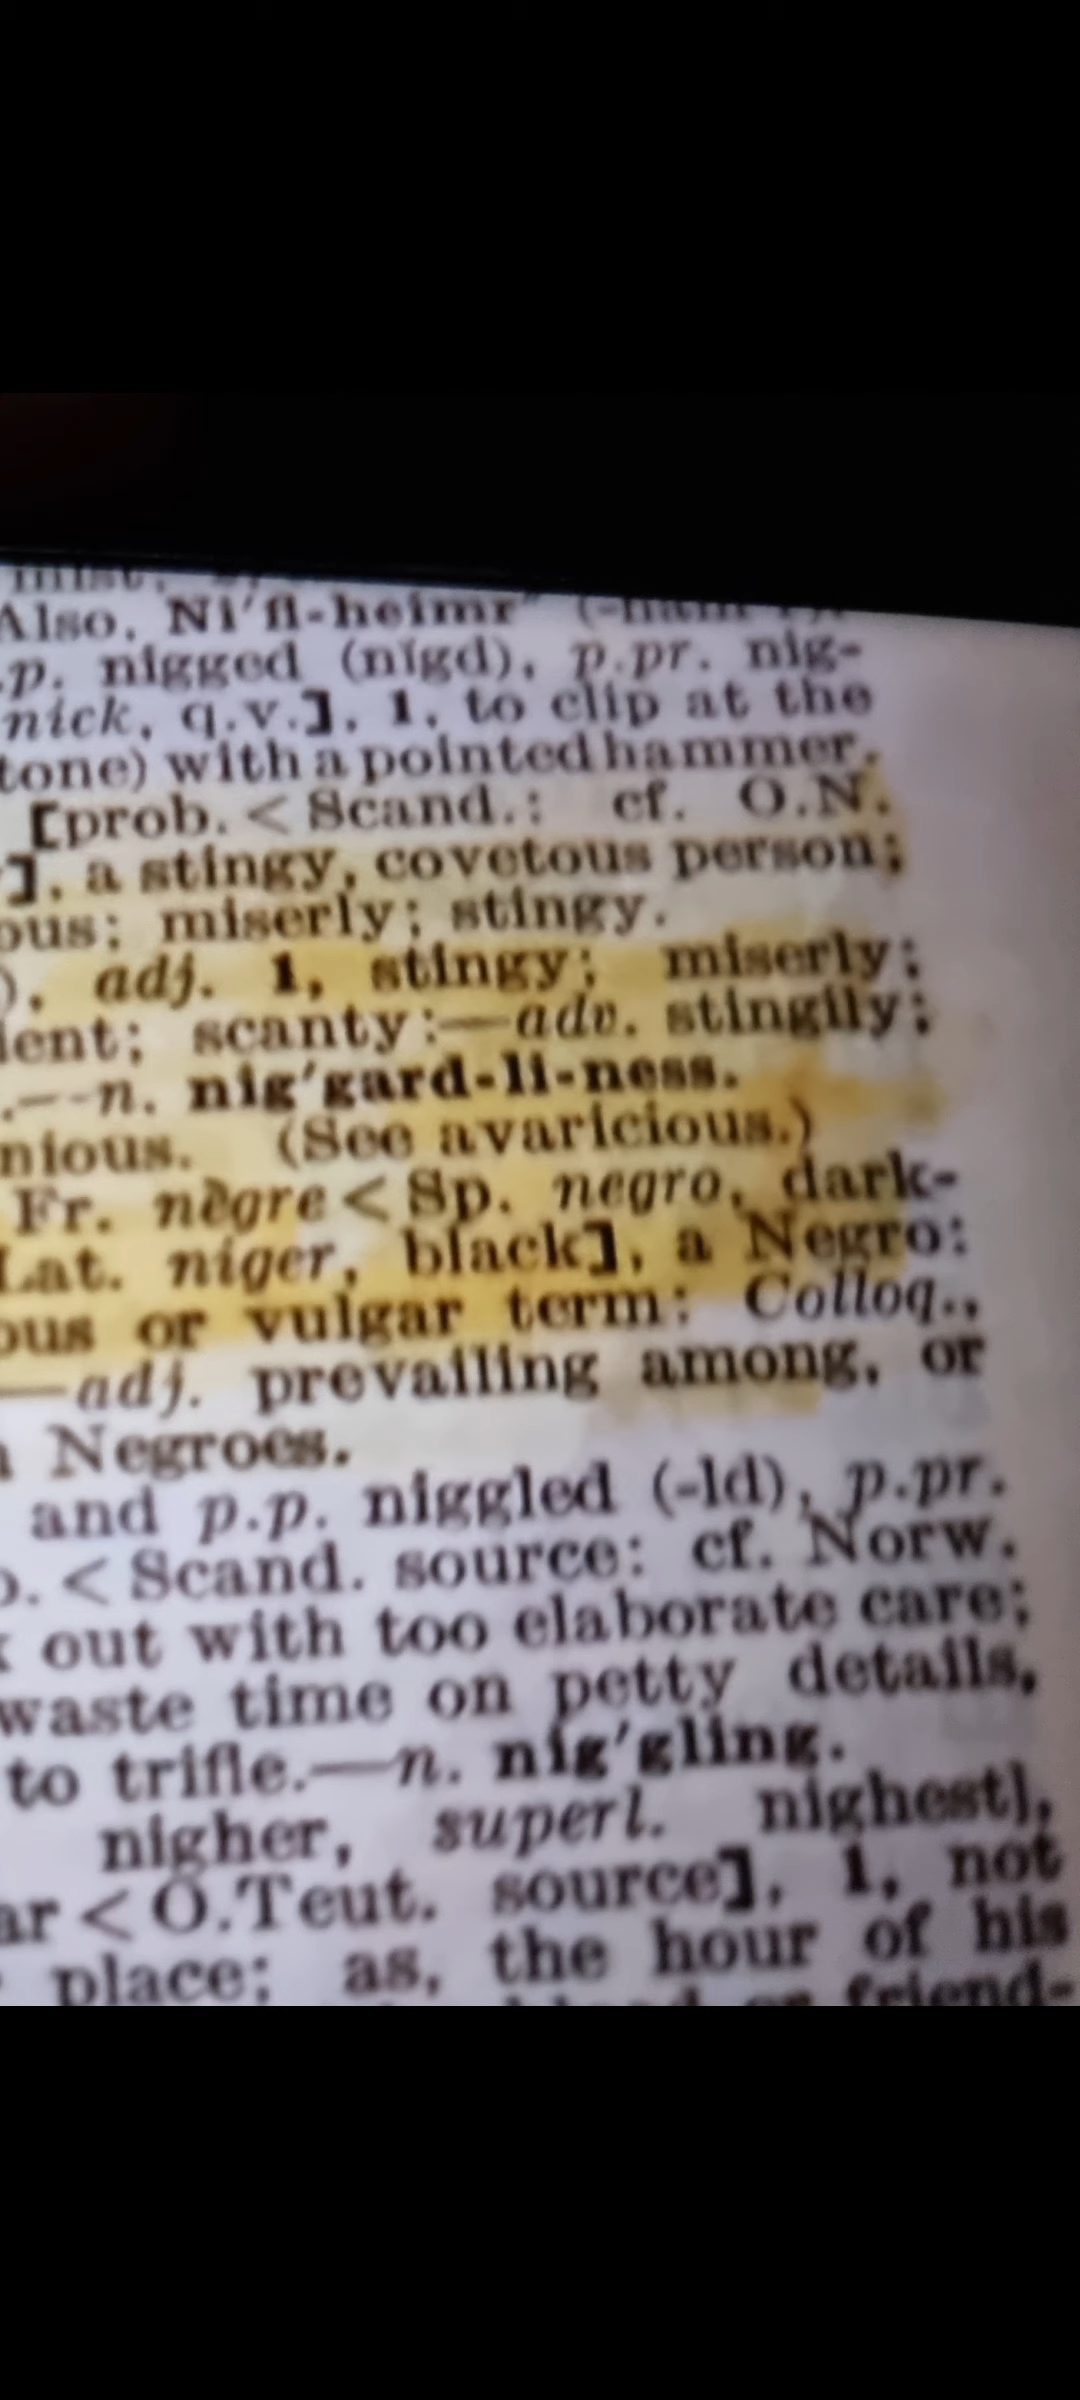 Also, Ni′fl-heimr″
.p. nigged (nĭgd), p.pr. nig-
nick, q.v.], 1, to clip at the
tone) with a pointed hammer.
[prob. < Scand.: cf. O.N.
], a stingy, covetous person;
ous; miserly; stingy.
), adj. 1, stingy; miserly;
ient; scanty:—adv. stingily;
.—n. nig′gard-li-ness.
nious. (See avaricious.)
Fr. nègre < Sp. negro, dark-
Lat. niger, black], a Negro:
ous or vulgar term: Colloq.,
—adj. prevailing among, or
Negroes.
and p.p. niggled (-ld), p.pr.
. < Scand. source: cf. Norw.
out with too elaborate care;
waste time on petty details,
to trifle.—n. nig′gling.
nigher, superl. nighest],
ar < O.Teut. source], 1, not
place; as, the hour of his
friend-